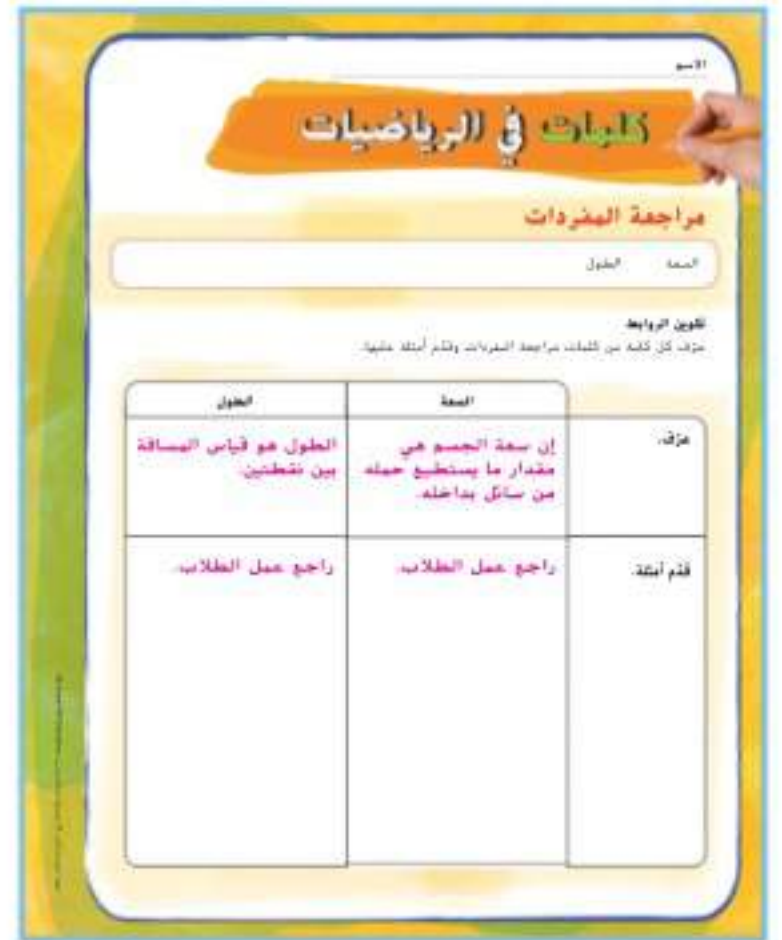 الاسم
كلمات في الرياضيات
مراجعة المفردات
السعة الطول
تكوين الروابط
عرّف كل كلمة من كلمات مراجعة المفردات وقدّم أمثلة عليها.
السعة الطول
عرّف.
إن سعة الجسم هي
مقدار ما يستطيع حمله
من سائل بداخله.
الطول هو قياس المسافة
بين نقطتين.
قدّم أمثلة.
راجع عمل الطلاب.
راجع عمل الطلاب.